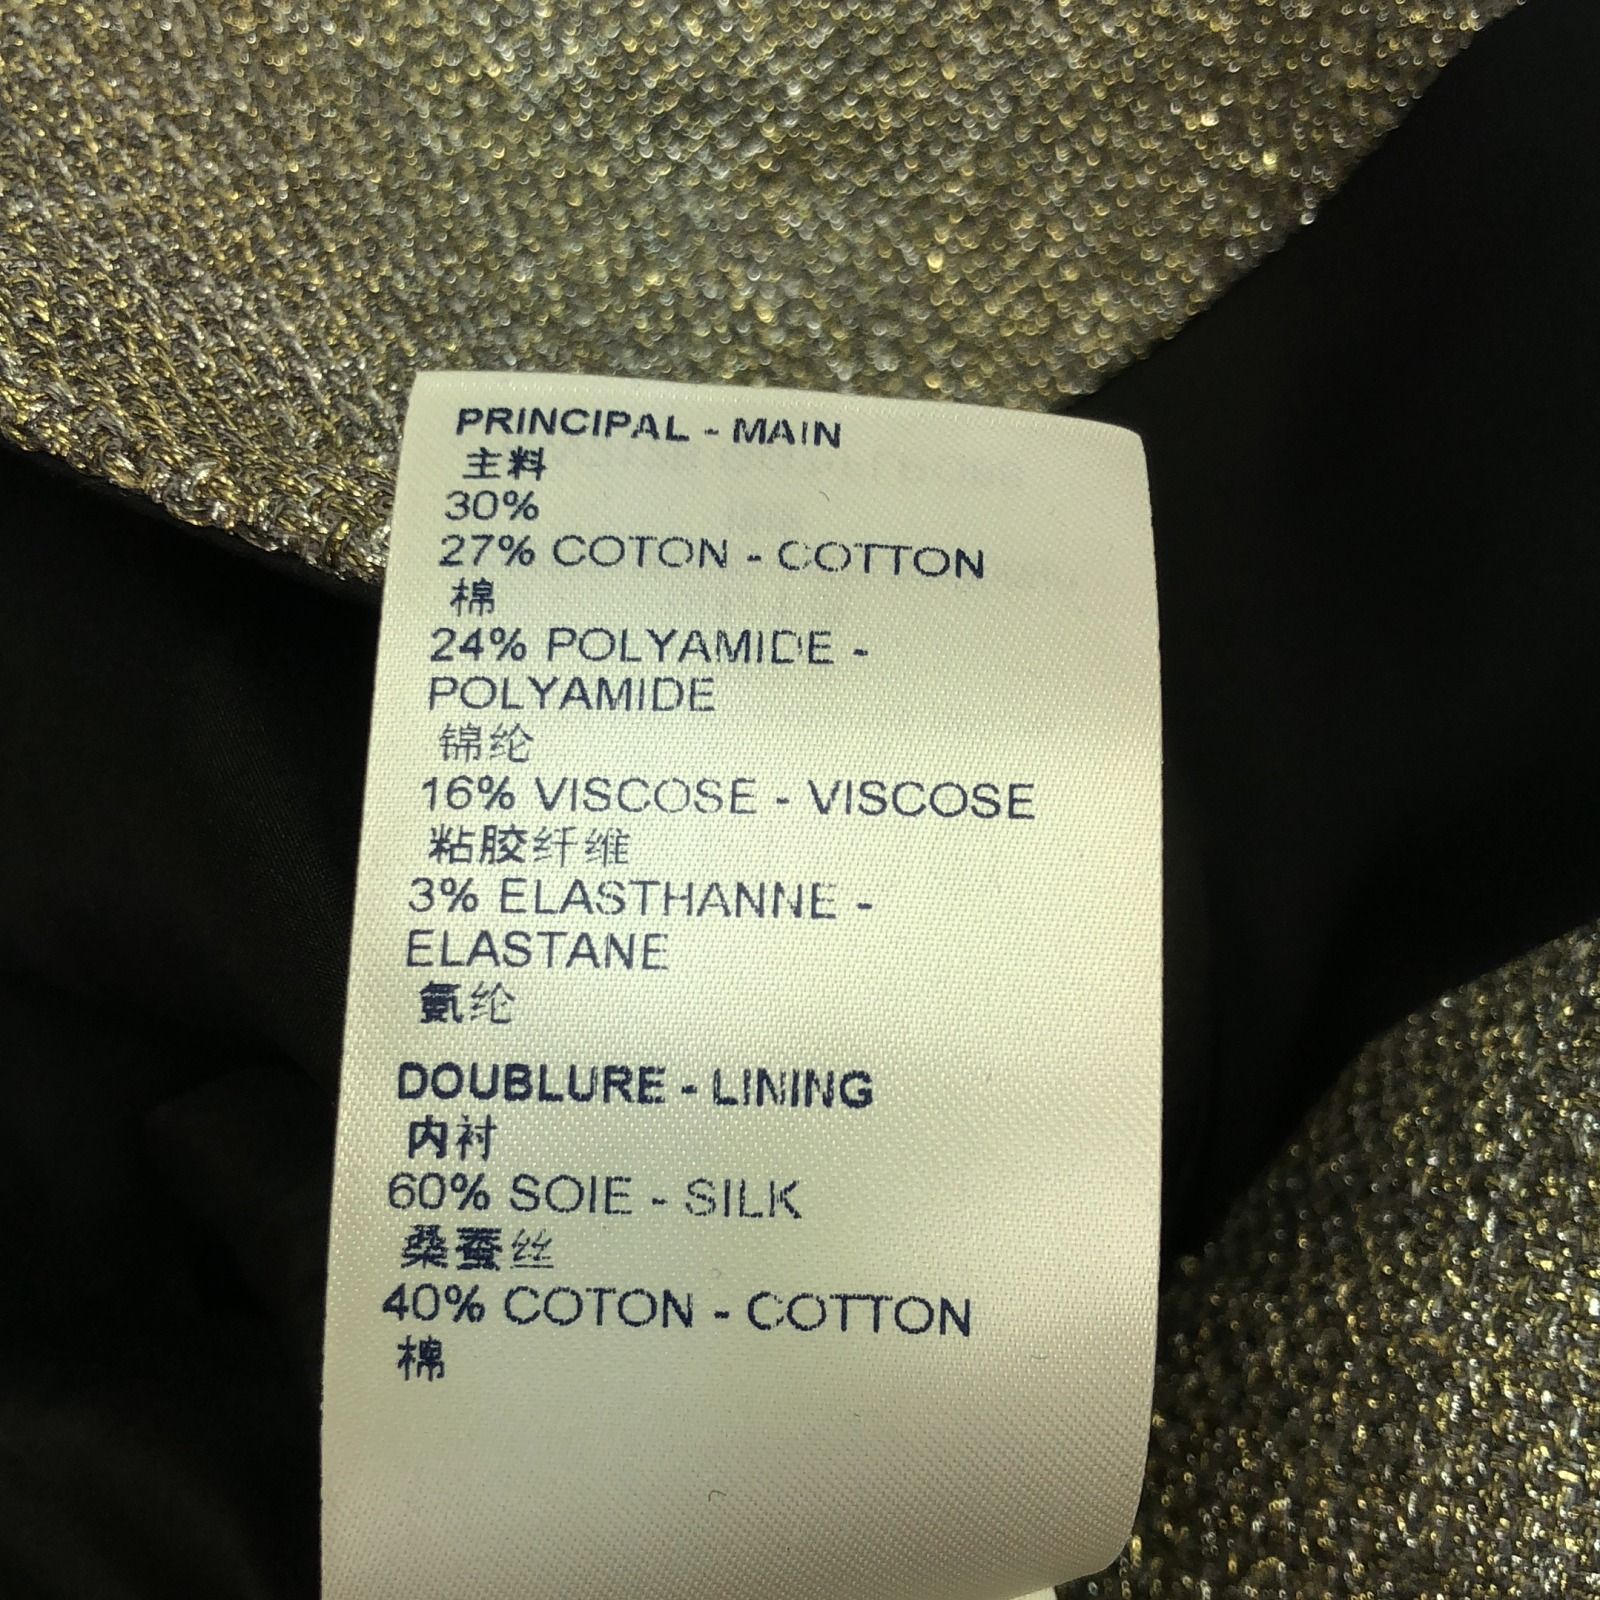 PRINCIPAL - MAIN
主料
30%
27% COTON - COTTON
棉
24% POLYAMIDE -
POLYAMIDE
锦纶
16% VISCOSE - VISCOSE
粘胶纤维
3% ELASTHANNE -
ELASTANE
氨纶
DOUBLURE - LINING
内衬
60% SOIE - SILK
桑蚕丝
40% COTON - COTTON
棉